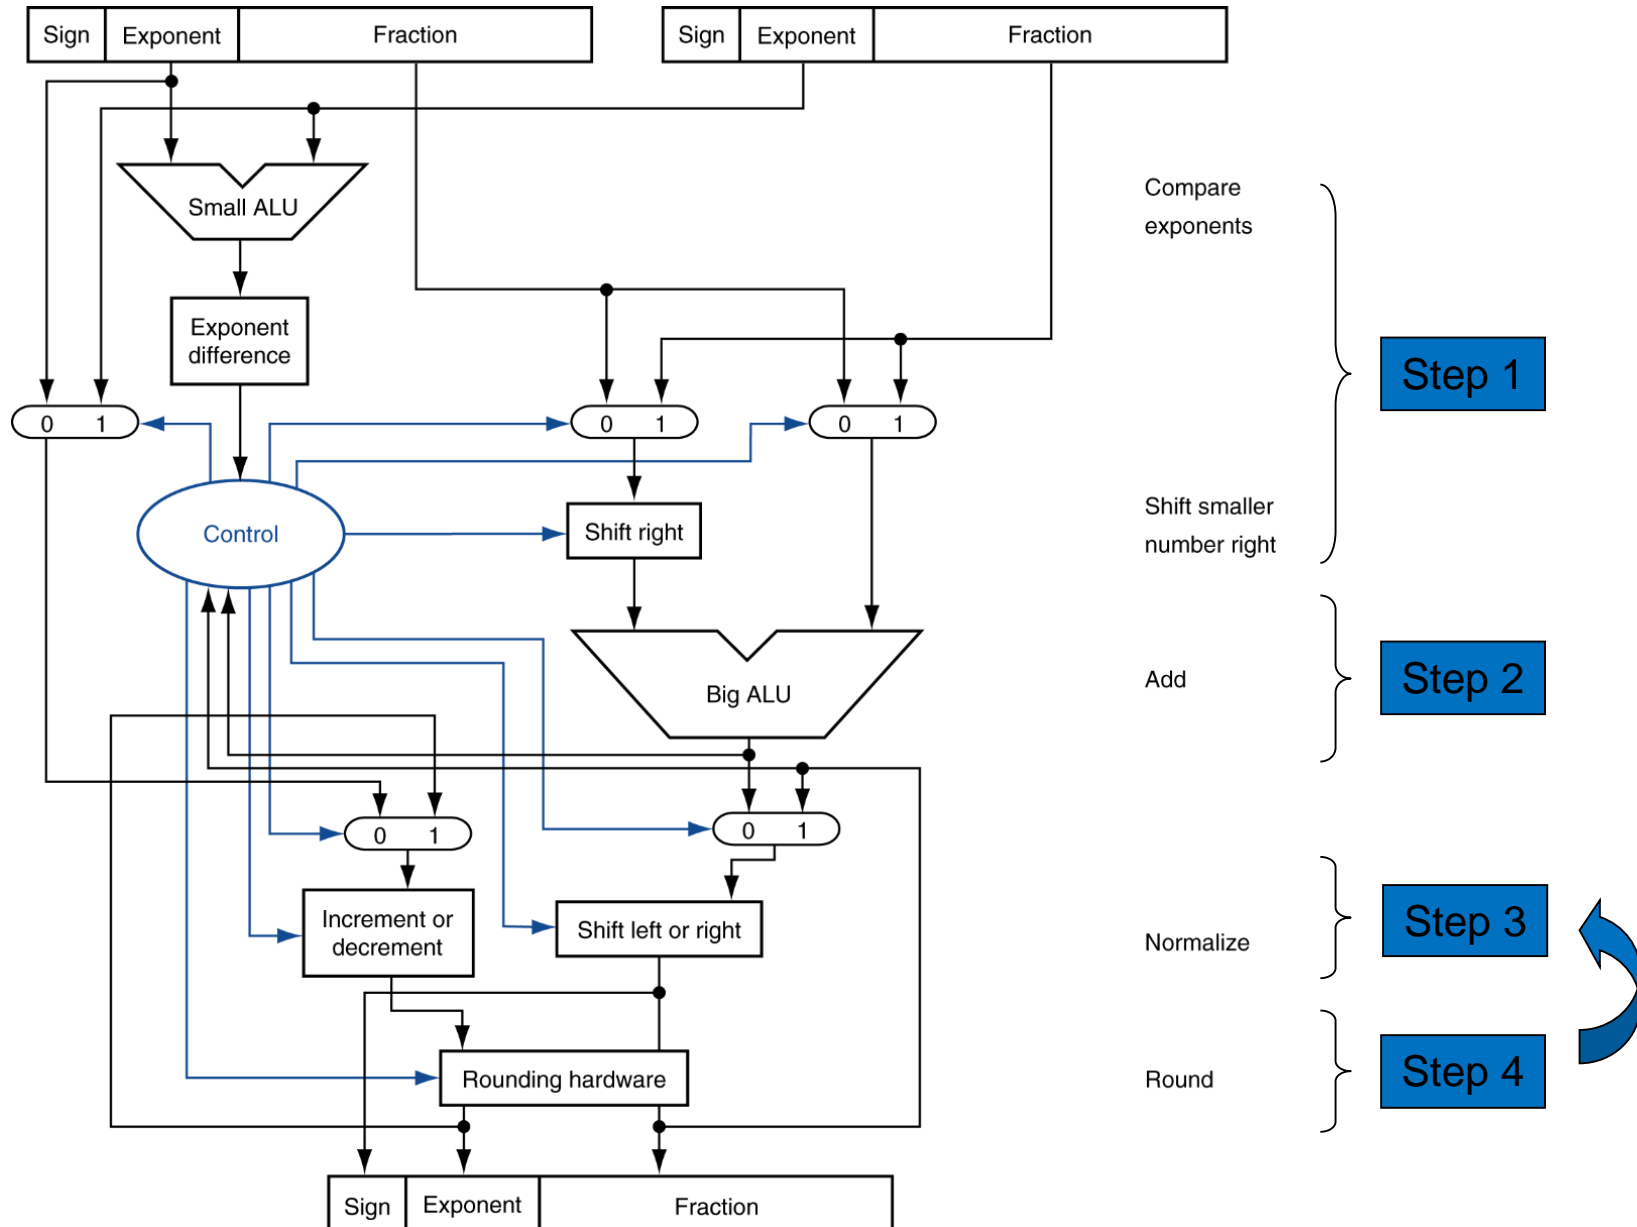 Sign Exponent Fraction Sign Exponent Fraction
Compare
exponents
Small ALU
Exponent
difference
Step 1
0 1 0 1 0 1
Shift smaller
number right
Control
Shift right
Add
Step 2
Big ALU
0 1 0 1
Increment or
decrement
Shift left or right
Normalize
Step 3
Rounding hardware
Round
Step 4
Sign Exponent Fraction